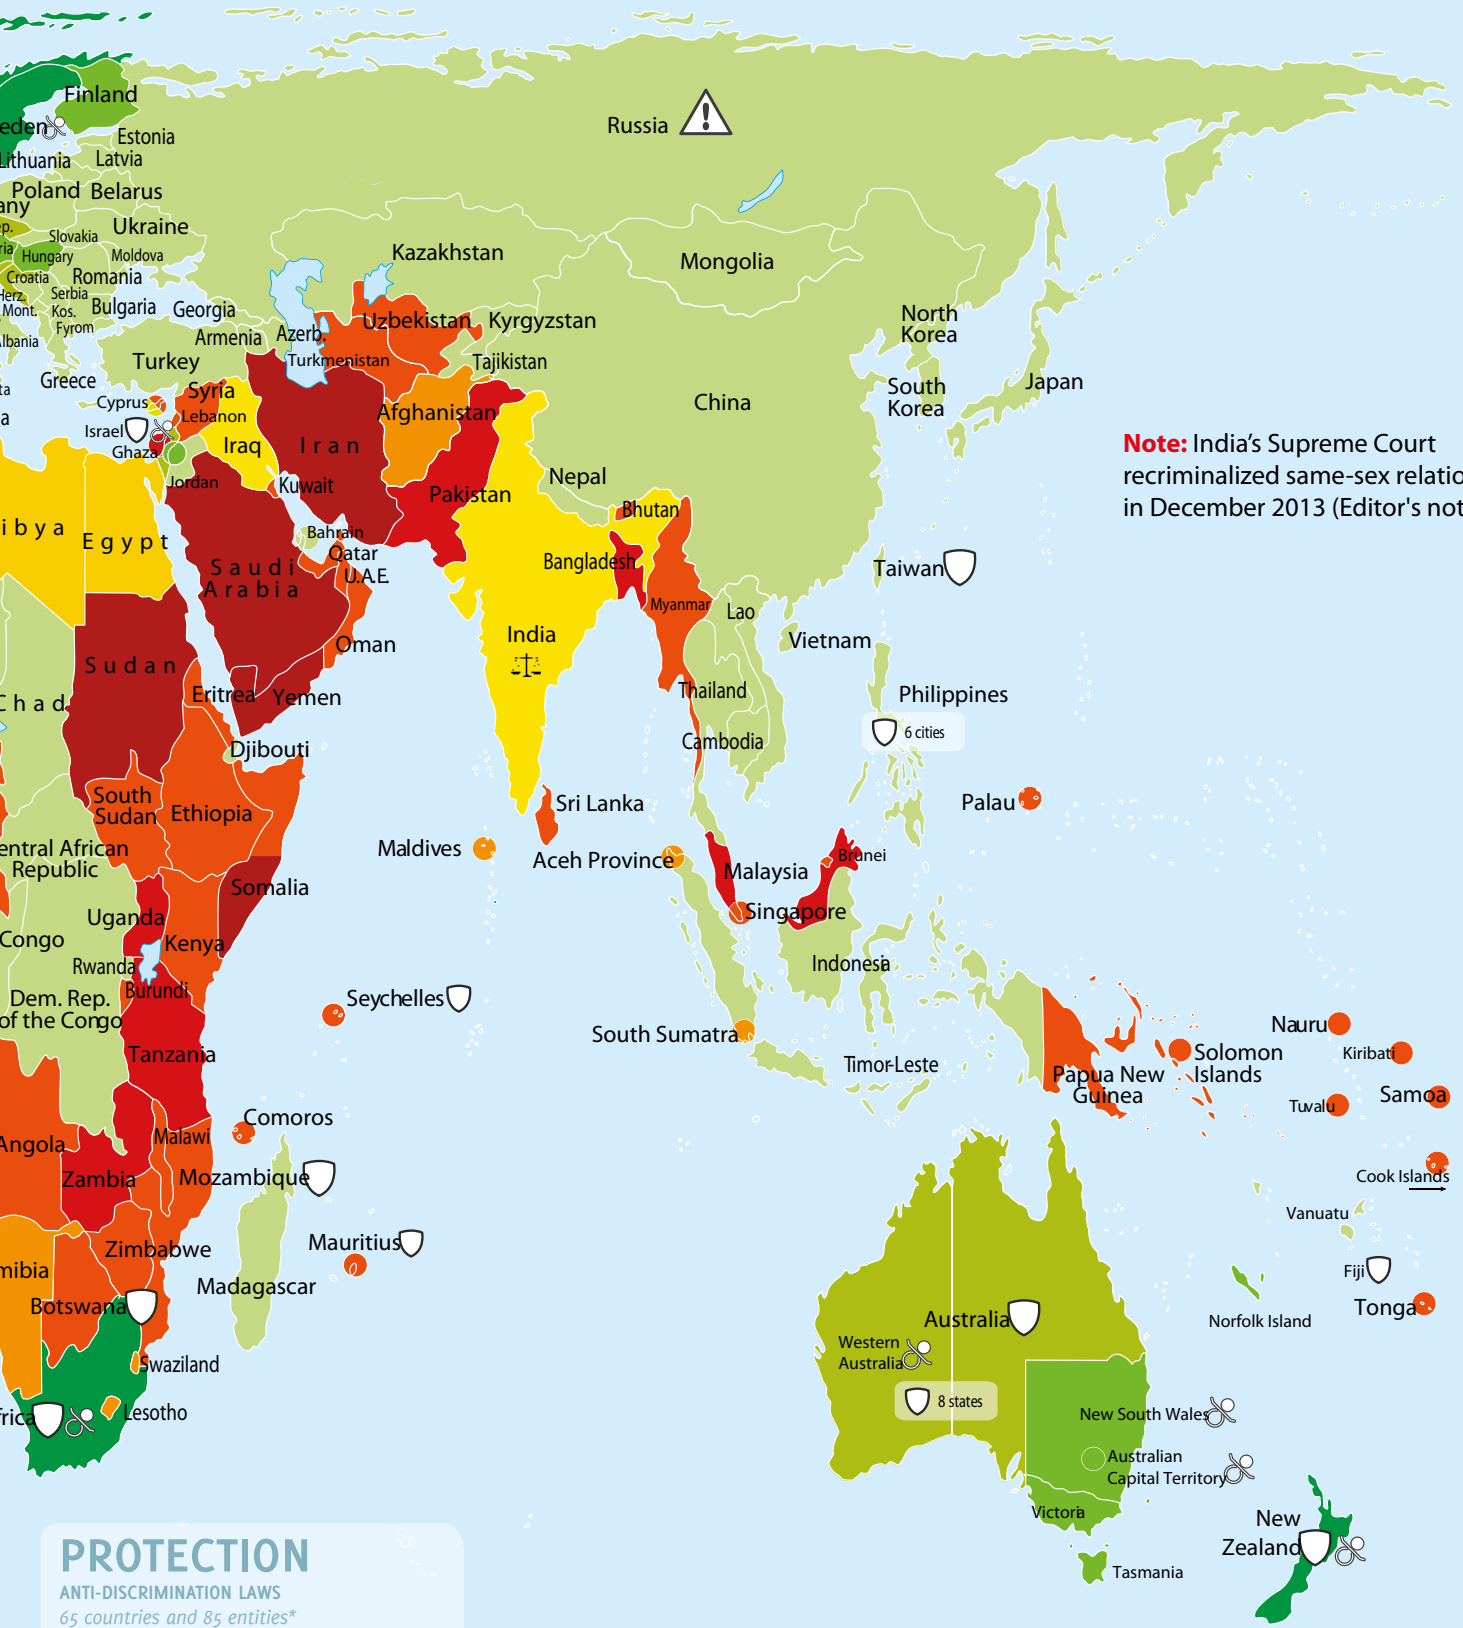 Finland
eden
Estonia
Lithuania
Latvia
Russia
!
Poland
Belarus
any
ep.
Slovakia
Ukraine
ria
Hungary
Moldova
Croatia
Romania
Herz.
Serbia
Mont.
Kos.
Bulgaria
Georgia
Fyrom
lbania
Armenia
Azerb.
Kazakhstan
Mongolia
Uzbekistan
Kyrgyzstan
Turkmenistan
Tajikistan
Turkey
Greece
ta
a
Cyprus
Syria
Lebanon
Israel
Ghaza
Iraq
Iran
Jordan
Kuwait
Afghanistan
Pakistan
China
North
Korea
South
Korea
Japan
Note: India’s Supreme Court
recriminalized same-sex relatio
in December 2013 (Editor's not
Nepal
Bhutan
Bangladesh
India
Myanmar
Lao
Vietnam
Taiwan
Thailand
Cambodia
Philippines
6 cities
ibya
Egypt
Bahrain
Qatar
U.A.E.
Saudi
Arabia
Oman
Yemen
Sudan
Chad
Eritrea
Djibouti
South
Sudan
Ethiopia
entral African
Republic
Somalia
Uganda
Kenya
Congo
Rwanda
Burundi
Dem. Rep.
of the Congo
Tanzania
Sri Lanka
Maldives
Aceh Province
Malaysia
Brunei
Singapore
Palau
Indonesia
South Sumatra
Timor-Leste
Seychelles
Comoros
Angola
Malawi
Zambia
Mozambique
Mauritius
Zimbabwe
Madagascar
mibia
Botswana
Swaziland
frica
Lesotho
Papua New
Guinea
Solomon
Islands
Nauru
Kiribati
Tuvalu
Samoa
Cook Islands
Vanuatu
Fiji
Tonga
Norfolk Island
Australia
Western
Australia
8 states
New South Wales
Australian
Capital Territory
Victoria
Tasmania
New
Zealand
PROTECTION
ANTI-DISCRIMINATION LAWS
65 countries and 85 entities*